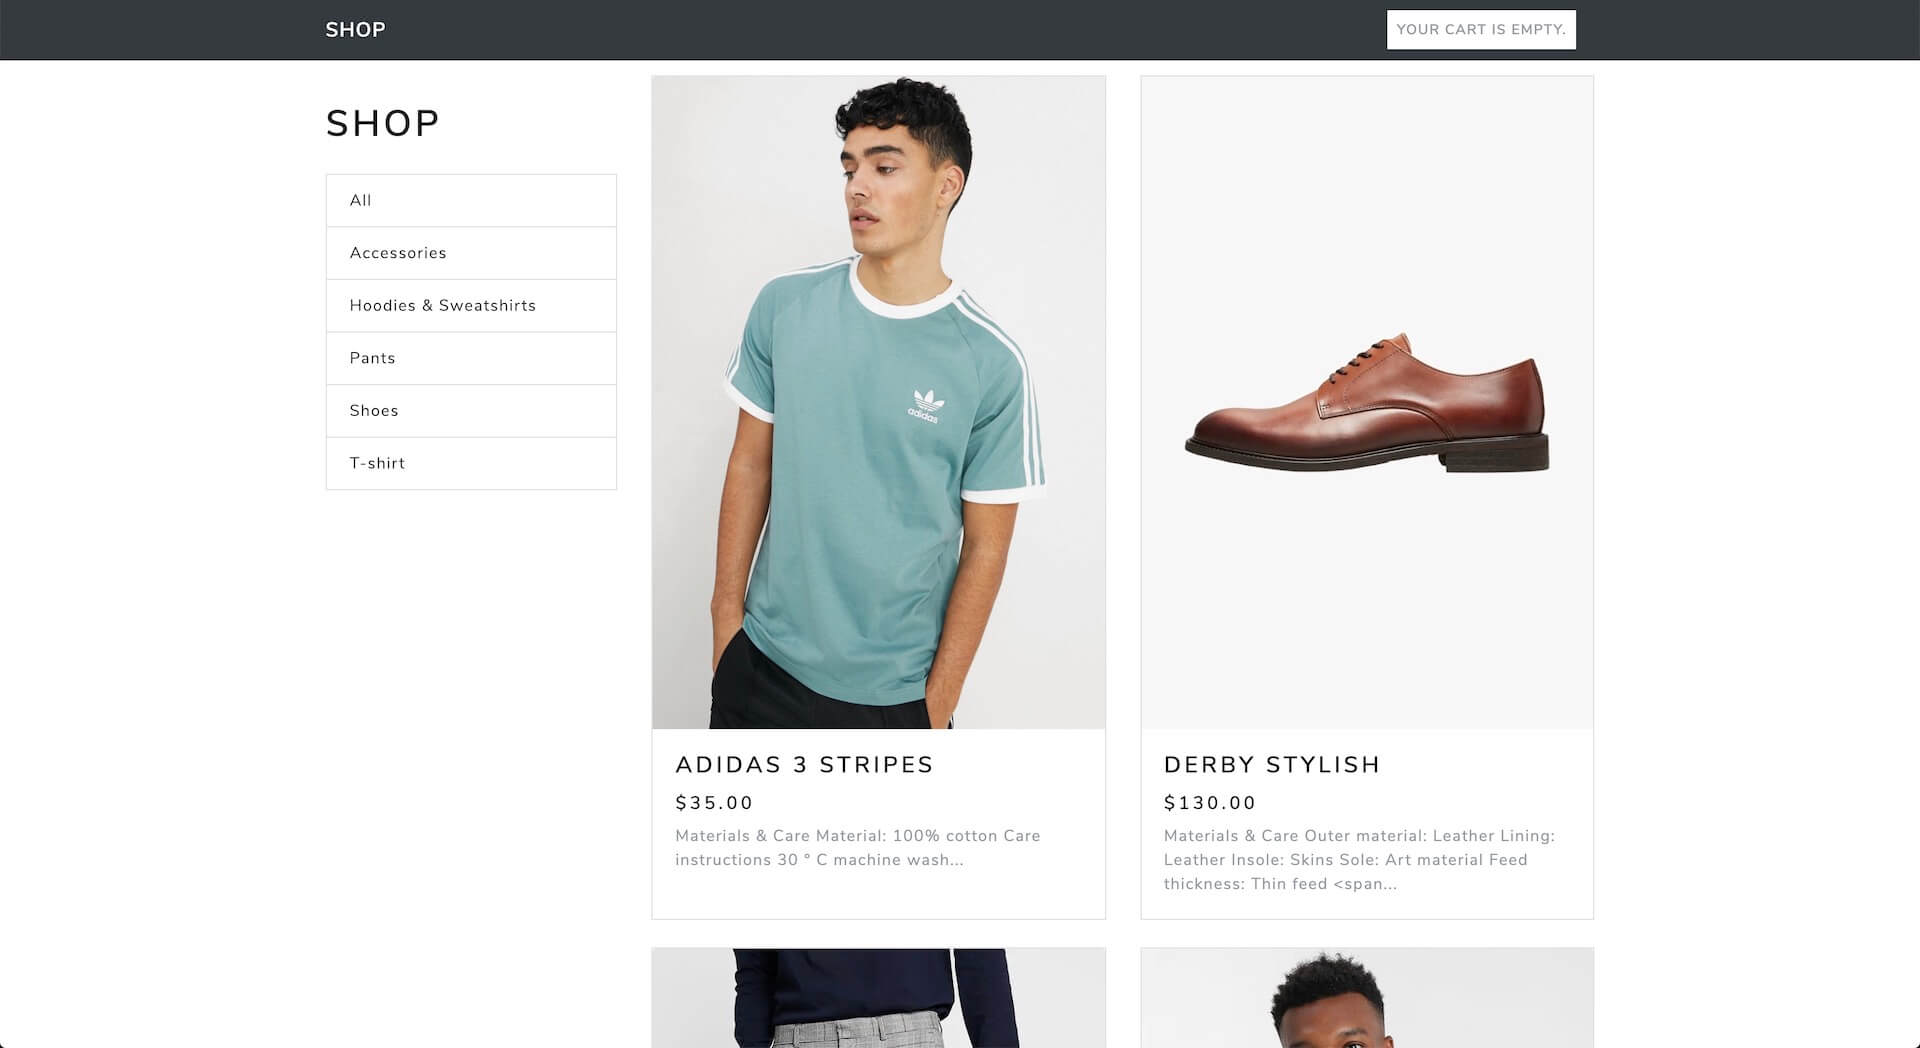 SHOP
YOUR CART IS EMPTY.
SHOP
All
Accessories
Hoodies & Sweatshirts
Pants
Shoes
T-shirt
adidas
ADIDAS 3 STRIPES
$35.00
Materials & Care Material: 100% cotton Care
instructions 30 ° C machine wash...
DERBY STYLISH
$130.00
Materials & Care Outer material: Leather Lining:
Leather Insole: Skins Sole: Art material Feed
thickness: Thin feed <span...